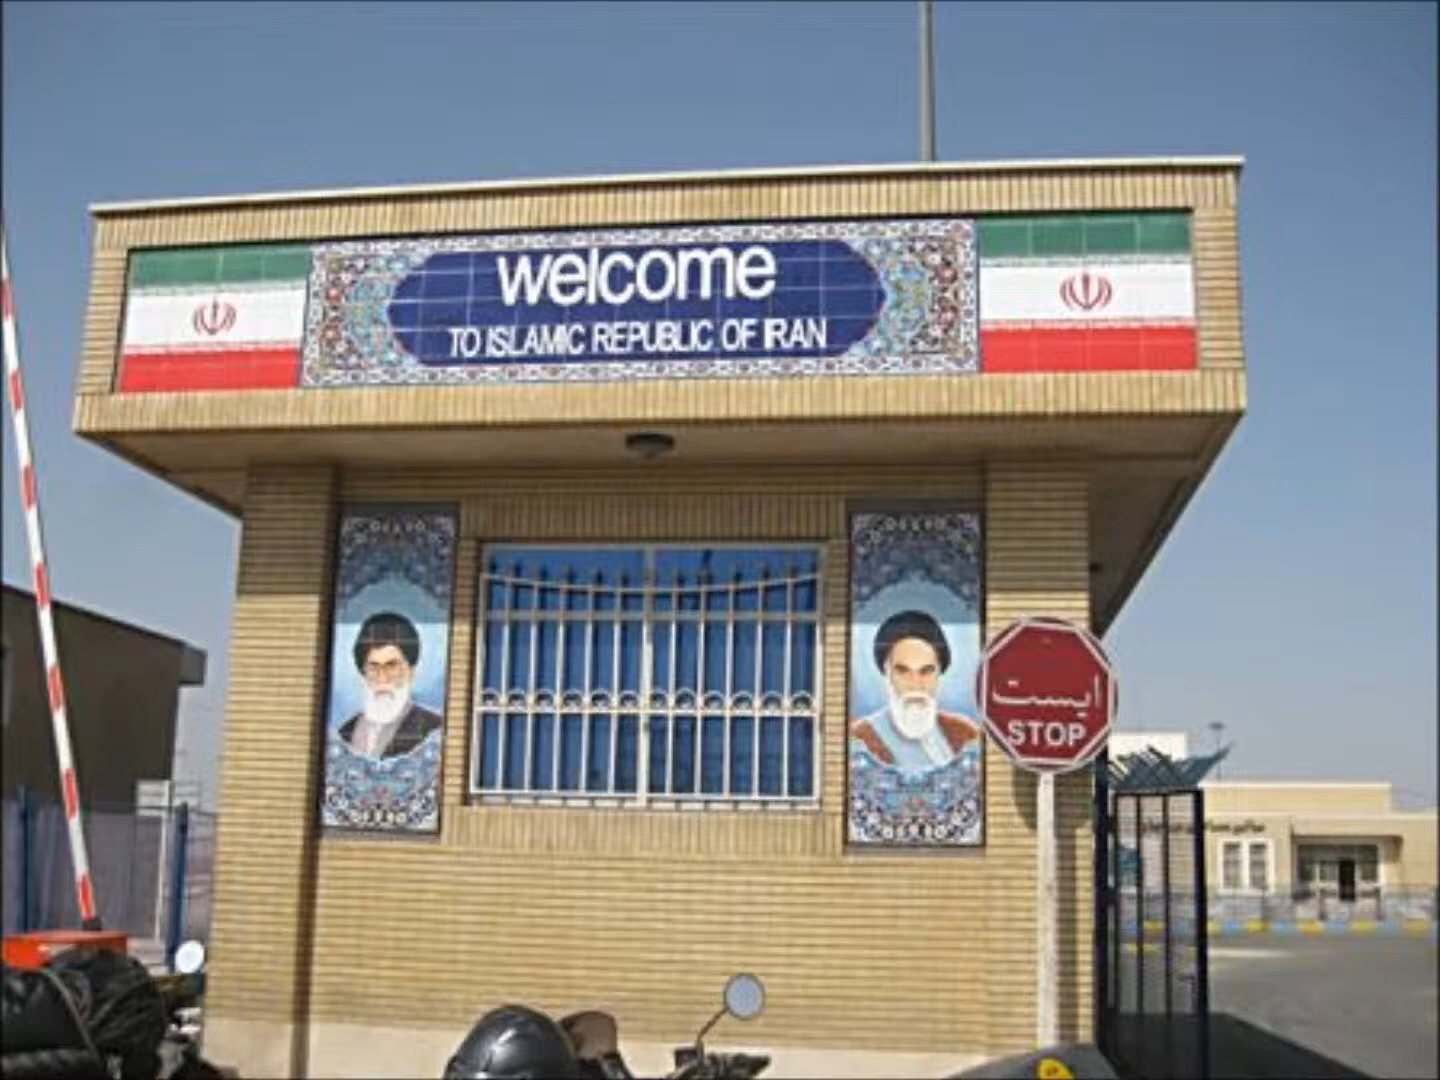 welcome
TO ISLAMIC REPUBLIC OF IRAN
ایست
STOP